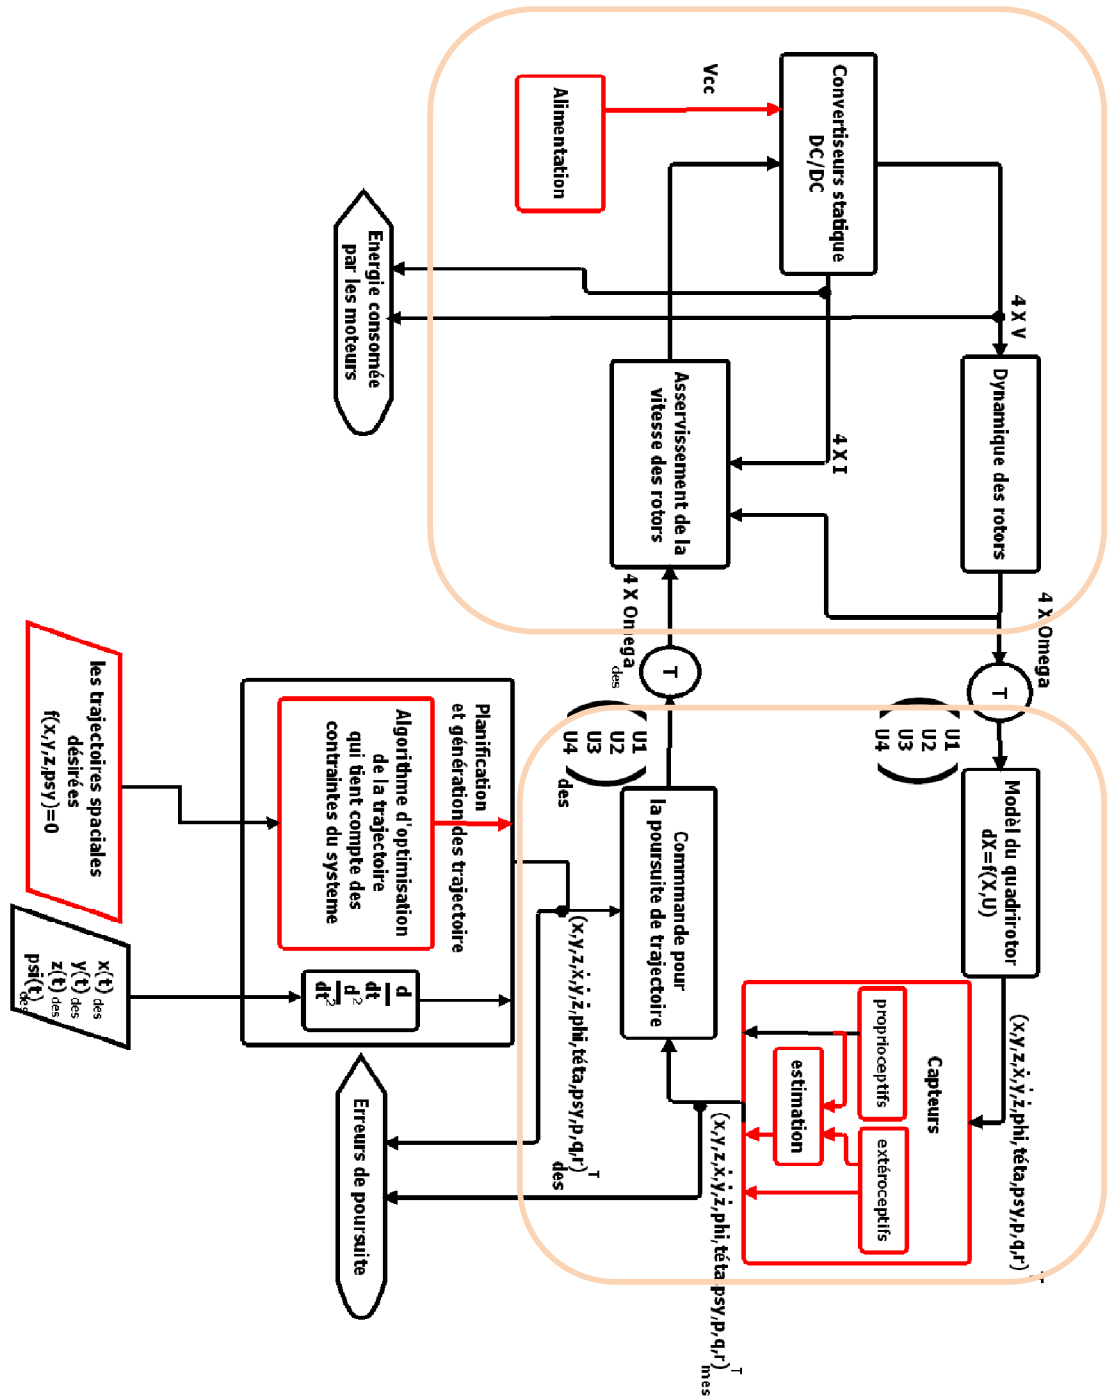 Vcc
Alimentation
Convertiseurs statique
DC/DC
Energie consomée
par les moteurs
4 X V
4 X I
Dynamique des rotors
Asservissement de la
vitesse des rotors
4 X Omega
4 X Omega des
T
T
U1
U2
U3
U4
U1
U2
U3
U4
des
Modèl du quadrirotor
dX=f(X,U)
Commmande pour
la poursuite de trajectoire
Planification
et génération des trajectoire
Algorithme d'optimisation
de la trajectoire
qui tient compte des
contraintes du systeme
les trajectoires spaciales
désirées
f(x,y,z,psy)=0
x(t) des
y(t) des
z(t) des
psi(t) des
d
dt
d²
dt²
(x,y,z,ẋ,ẏ,ż,phi,téta,psy,p,q,r)T
Capteurs
proprioceptifs
extéroceptifs
estimation
(x,y,z,ẋ,ẏ,ż,phi,téta,psy,p,q,r)T mes
(x,y,z,ẋ,ẏ,ż,phi,téta,psy,p,q,r)T des
Erreurs de poursuite